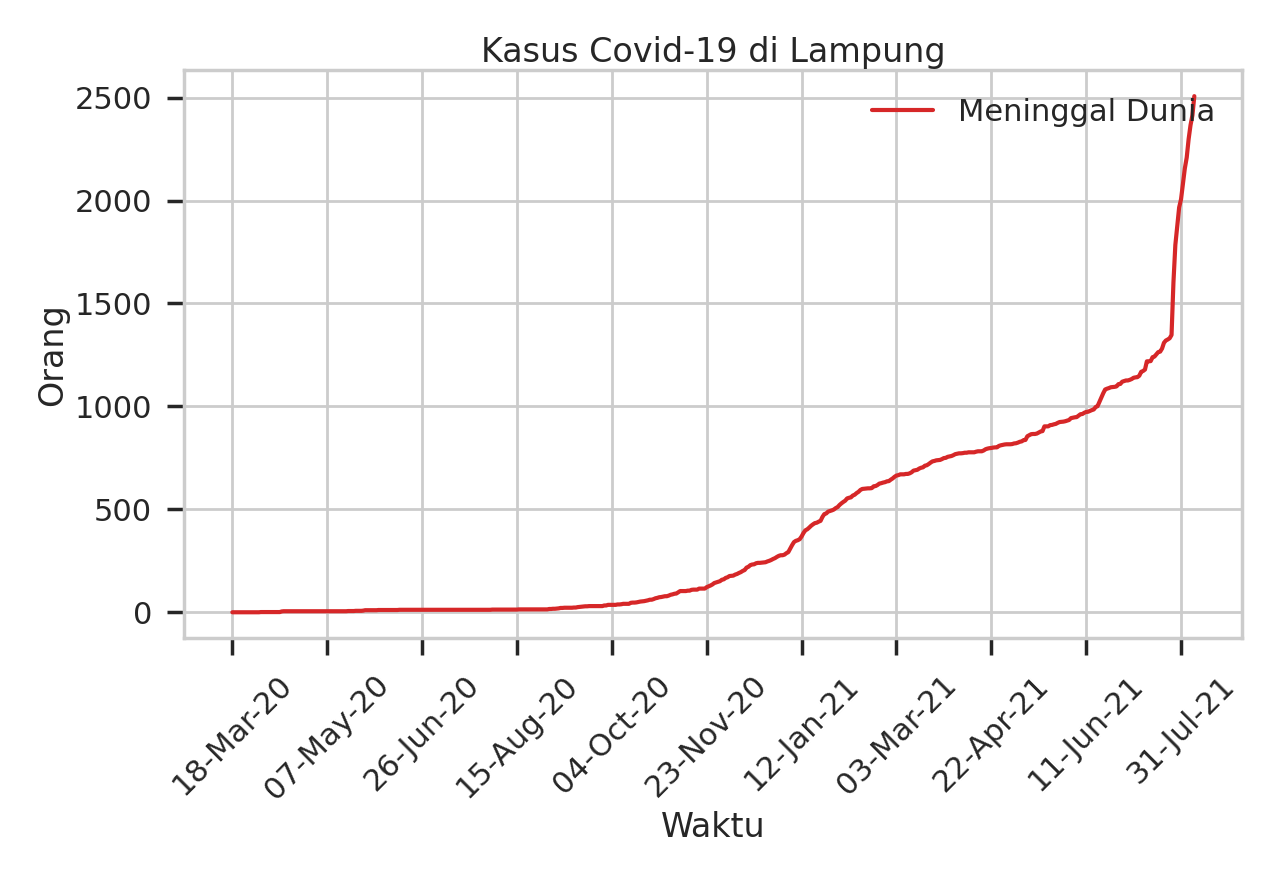 Kasus Covid-19 di Lampung
Meninggal Dunia
Orang
2500
2000
1500
1000
500
0
18-Mar-20
07-May-20
26-Jun-20
15-Aug-20
04-Oct-20
23-Nov-20
12-Jan-21
03-Mar-21
22-Apr-21
11-Jun-21
31-Jul-21
Waktu